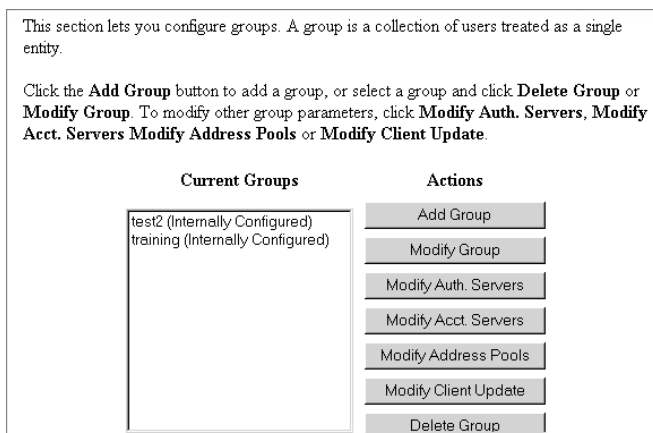 This section lets you configure groups. A group is a collection of users treated as a single
entity.
Click the Add Group button to add a group, or select a group and click Delete Group or
Modify Group. To modify other group parameters, click Modify Auth. Servers, Modify
Acct. Servers Modify Address Pools or Modify Client Update.
Current Groups
Actions
test2 (Internally Configured)
training (Internally Configured)
Add Group
Modify Group
Modify Auth. Servers
Modify Acct. Servers
Modify Address Pools
Modify Client Update
Delete Group